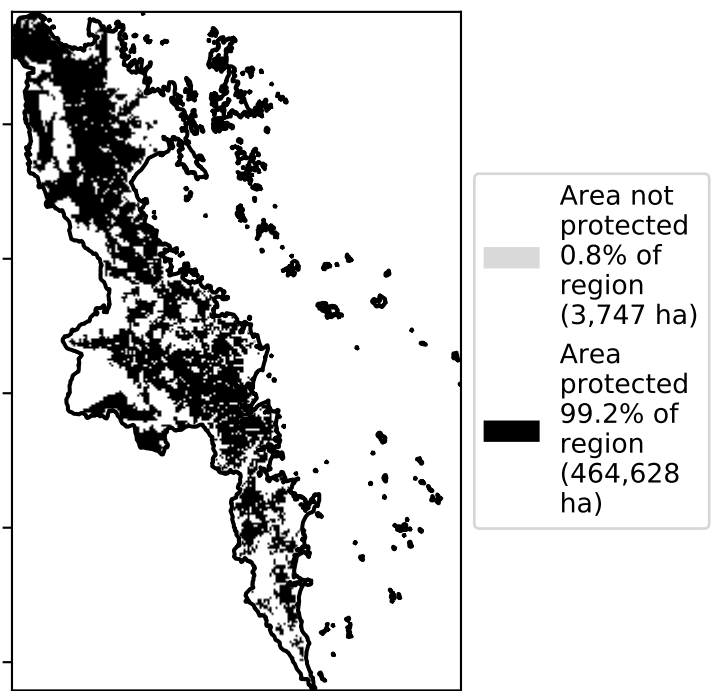 Area not
protected
0.8% of
region
(3,747 ha)
Area
protected
99.2% of
region
(464,628
ha)